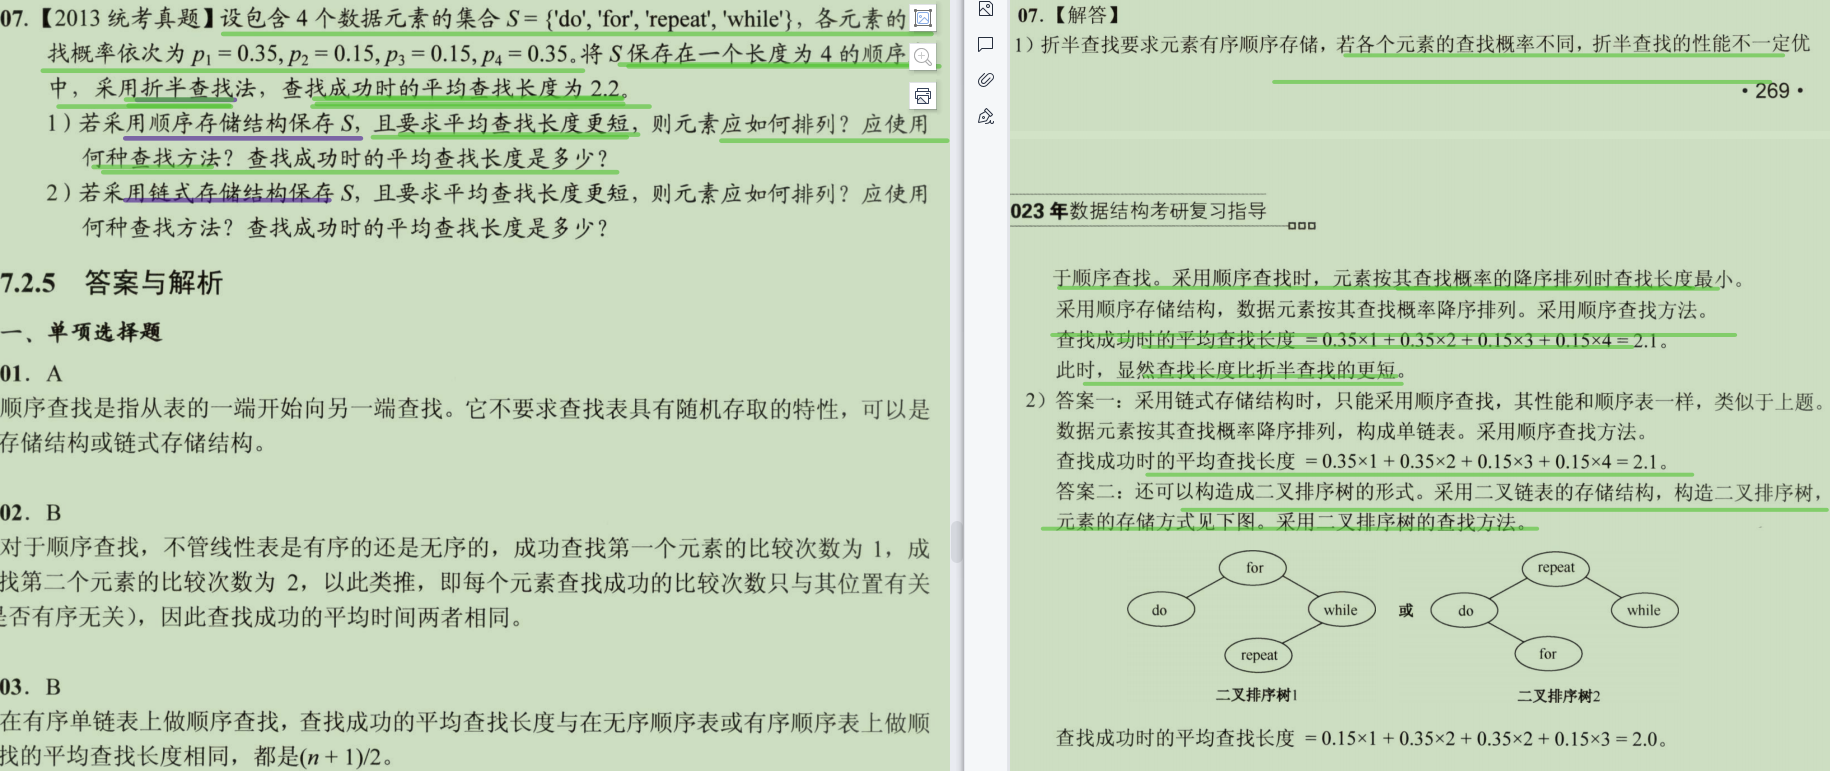 07.【2013 统考真题】设包含 4 个数据元素的集合 S = {'do', 'for', 'repeat', 'while'}，各元素的
找概率依次为 p₁ = 0.35, p₂ = 0.15, p₃ = 0.15, p₄ = 0.35。将 S 保存在一个长度为 4 的顺序
中，采用折半查找法，查找成功时的平均查找长度为 2.2。
1）若采用顺序存储结构保存 S，且要求平均查找长度更短，则元素应如何排列？应使用
何种查找方法？查找成功时的平均查找长度是多少？
2）若采用链式存储结构保存 S，且要求平均查找长度更短，则元素应如何排列？应使用
何种查找方法？查找成功时的平均查找长度是多少？
7.2.5 答案与解析
一、单项选择题
01. A
顺序查找是指从表的一端开始向另一端查找。它不要求查找表具有随机存取的特性，可以是
存储结构或链式存储结构。
02. B
对于顺序查找，不管线性表是有序的还是无序的，成功查找第一个元素的比较次数为 1，成
找第二个元素的比较次数为 2，以此类推，即每个元素查找成功的比较次数只与其位置有关
是否有序无关），因此查找成功的平均时间两者相同。
03. B
在有序单链表上做顺序查找，查找成功的平均查找长度与在无序顺序表或有序顺序表上做顺
找的平均查找长度相同，都是(n + 1)/2。
07.【解答】
1）折半查找要求元素有序顺序存储，若各个元素的查找概率不同，折半查找的性能不一定优
· 269 ·
023 年数据结构考研复习指导
于顺序查找。采用顺序查找时，元素按其查找概率的降序排列时查找长度最小。
采用顺序存储结构，数据元素按其查找概率降序排列。采用顺序查找方法。
查找成功时的平均查找长度 = 0.35×1 + 0.35×2 + 0.15×3 + 0.15×4 = 2.1。
此时，显然查找长度比折半查找的更短。
2）答案一：采用链式存储结构时，只能采用顺序查找，其性能和顺序表一样，类似于上题。
数据元素按其查找概率降序排列，构成单链表。采用顺序查找方法。
查找成功时的平均查找长度 = 0.35×1 + 0.35×2 + 0.15×3 + 0.15×4 = 2.1。
答案二：还可以构造成二叉排序树的形式。采用二叉链表的存储结构，构造二叉排序树，
元素的存储方式见下图。采用二叉排序树的查找方法。
for
do
while
repeat
二叉排序树1
或
repeat
do
while
for
二叉排序树2
查找成功时的平均查找长度 = 0.15×1 + 0.35×2 + 0.35×2 + 0.15×3 = 2.0。